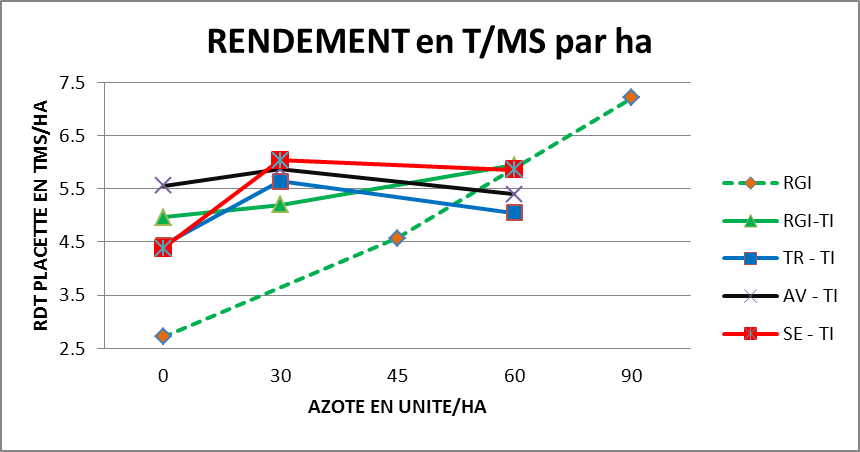 RENDEMENT en T/MS par ha
RDT PLACETTE EN TMS/HA
7.5
6.5
5.5
4.5
3.5
2.5
0
30
45
60
90
AZOTE EN UNITE/HA
RGI
RGI-TI
TR - TI
AV - TI
SE - TI